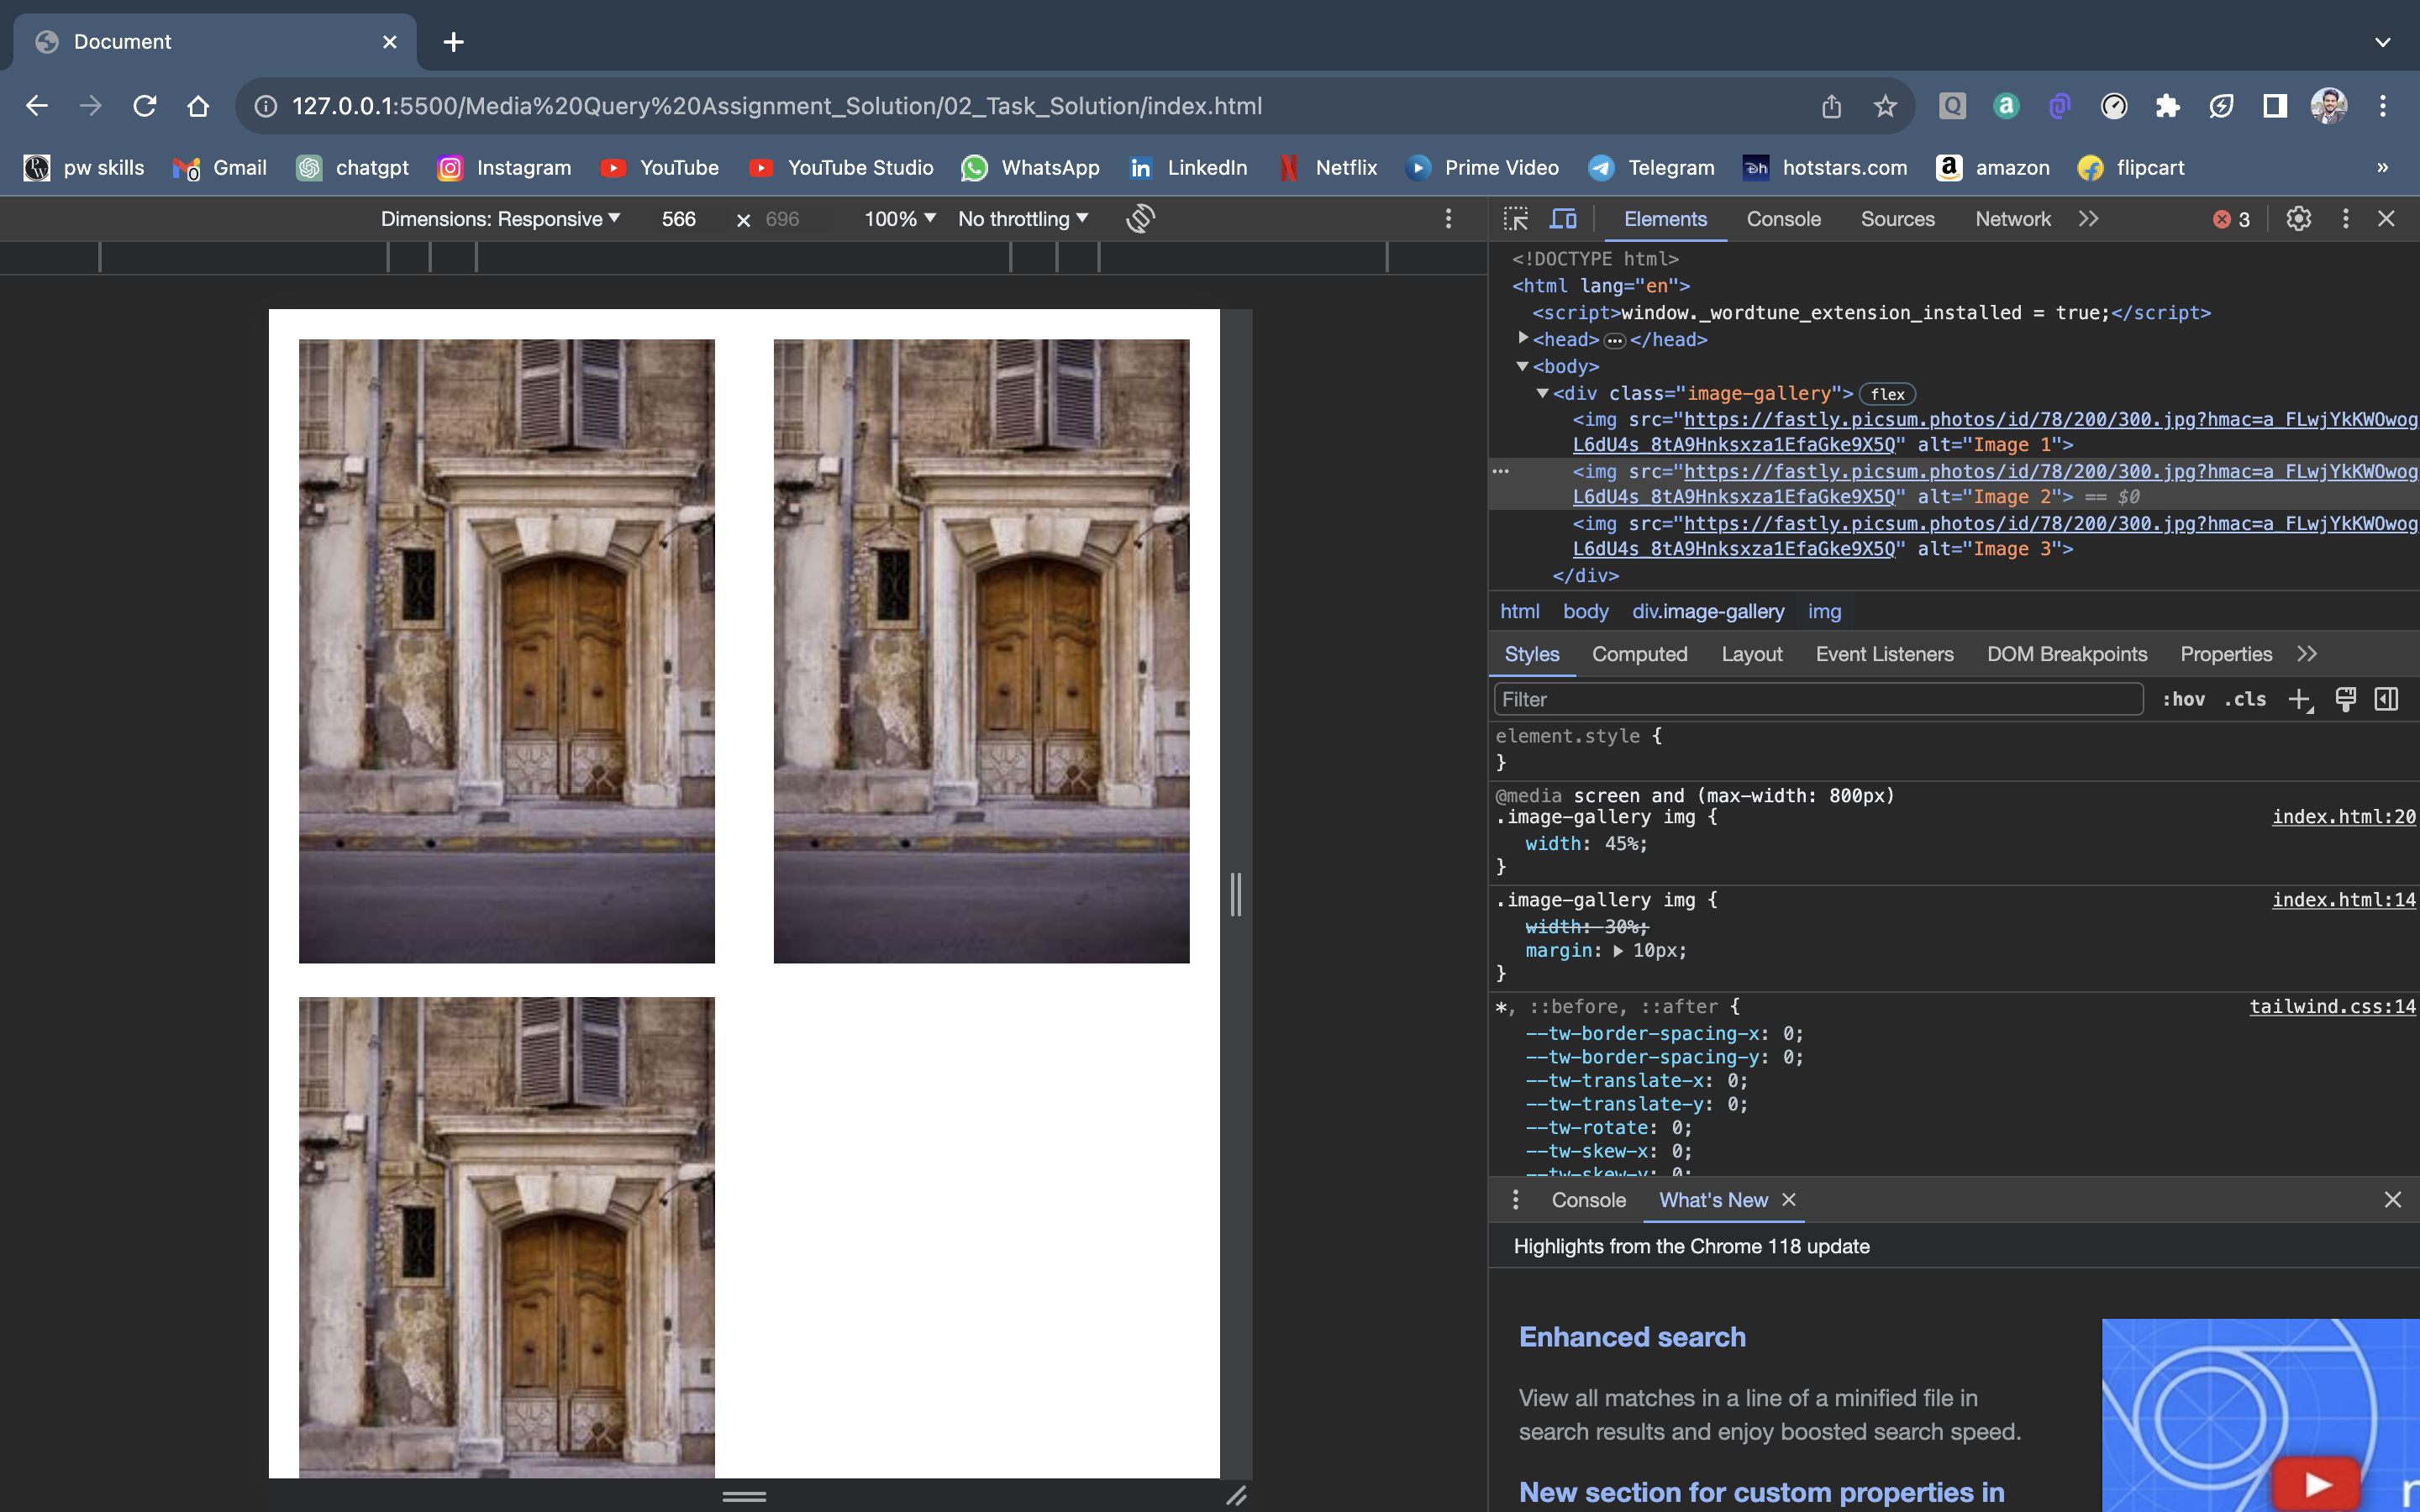 Document
127.0.0.1:5500/Media%20Query%20Assignment_Solution/02_Task_Solution/index.html
pw skills Gmail chatgpt Instagram YouTube YouTube Studio WhatsApp LinkedIn Netflix Prime Video Telegram hotstars.com amazon flipcart »
Dimensions: Responsive 566 × 696 100% No throttling
Elements Console Sources Network 3
<!DOCTYPE html>
<html lang="en">
<script>window._wordtune_extension_installed = true;</script>
<head> … </head>
<body>
<div class="image-gallery"> flex
<img src="https://fastly.picsum.photos/id/78/200/300.jpg?hmac=a_FLwjYkKWOwog
L6dU4s_8tA9Hnksxza1EfaGke9X5Q" alt="Image 1">
<img src="https://fastly.picsum.photos/id/78/200/300.jpg?hmac=a_FLwjYkKWOwog
L6dU4s_8tA9Hnksxza1EfaGke9X5Q" alt="Image 2"> == $0
<img src="https://fastly.picsum.photos/id/78/200/300.jpg?hmac=a_FLwjYkKWOwog
L6dU4s_8tA9Hnksxza1EfaGke9X5Q" alt="Image 3">
</div>
html body div.image-gallery img
Styles Computed Layout Event Listeners DOM Breakpoints Properties
Filter :hov .cls
element.style {
}
@media screen and (max-width: 800px)
.image-gallery img { index.html:20
width: 45%;
}
.image-gallery img { index.html:14
width: 30%;
margin: 10px;
}
*, ::before, ::after { tailwind.css:14
--tw-border-spacing-x: 0;
--tw-border-spacing-y: 0;
--tw-translate-x: 0;
--tw-translate-y: 0;
--tw-rotate: 0;
--tw-skew-x: 0;
--tw-skew-y: 0;
Console What's New
Highlights from the Chrome 118 update
Enhanced search
View all matches in a line of a minified file in
search results and enjoy boosted search speed.
New section for custom properties in